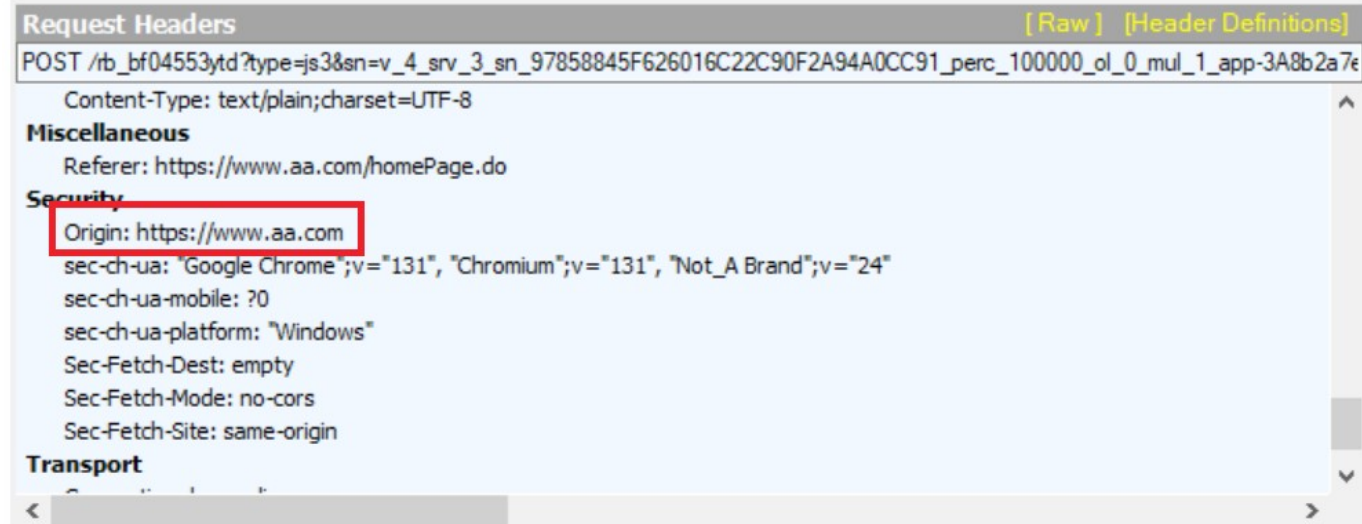 Request Headers [ Raw ] [Header Definitions]
POST /rb_bf04553ytd?type=js3&sn=v_4_srv_3_sn_97858845F626016C22C90F2A94A0CC91_perc_100000_ol_0_mul_1_app-3A8b2a7e
Content-Type: text/plain;charset=UTF-8
Miscellaneous
Referer: https://www.aa.com/homePage.do
Security
Origin: https://www.aa.com
sec-ch-ua: "Google Chrome";v="131", "Chromium";v="131", "Not_A Brand";v="24"
sec-ch-ua-mobile: ?0
sec-ch-ua-platform: "Windows"
Sec-Fetch-Dest: empty
Sec-Fetch-Mode: no-cors
Sec-Fetch-Site: same-origin
Transport